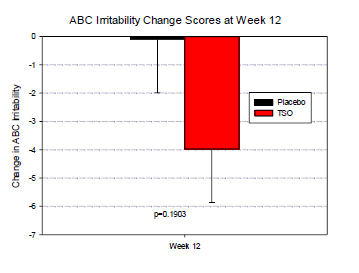 ABC Irritability Change Scores at Week 12
Change in ABC Irritability
0
-1
-2
-3
-4
-5
-6
-7
Placebo
TSO
p=0.1903
Week 12